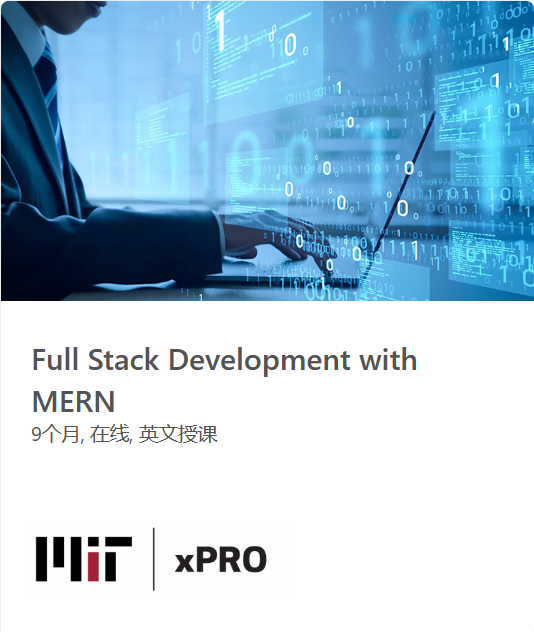 Full Stack Development with
MERN
9个月, 在线, 英文授课
MIT xPRO